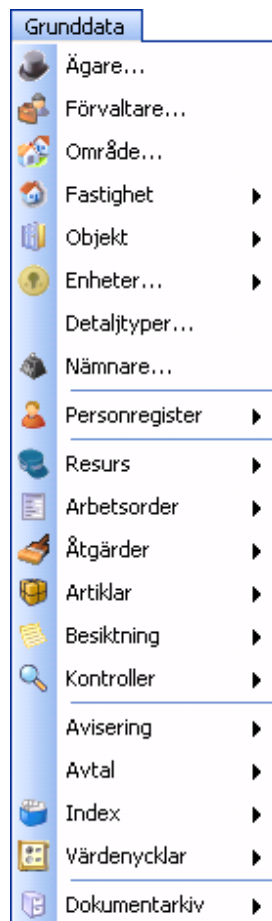 Grunddata
Ägare...
Förvaltare...
Område...
Fastighet
Objekt
Enheter...
Detaljtyper...
Nämnare...
Personregister
Resurs
Arbetsorder
Åtgärder
Artiklar
Besiktning
Kontroller
Avisering
Avtal
Index
Värdenycklar
Dokumentarkiv